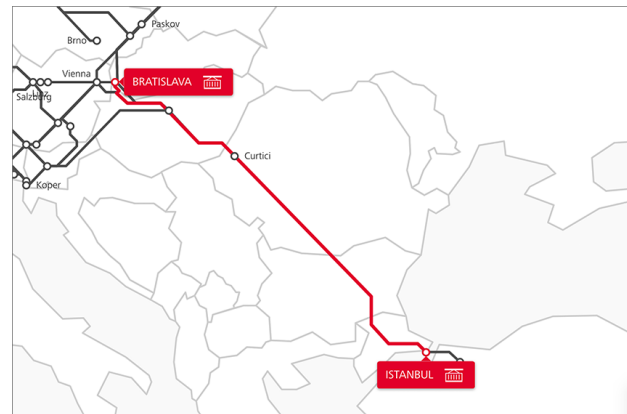 Paskov
Brno
Vienna
BRATISLAVA
Linz
Salzburg
Curtici
Koper
ISTANBUL